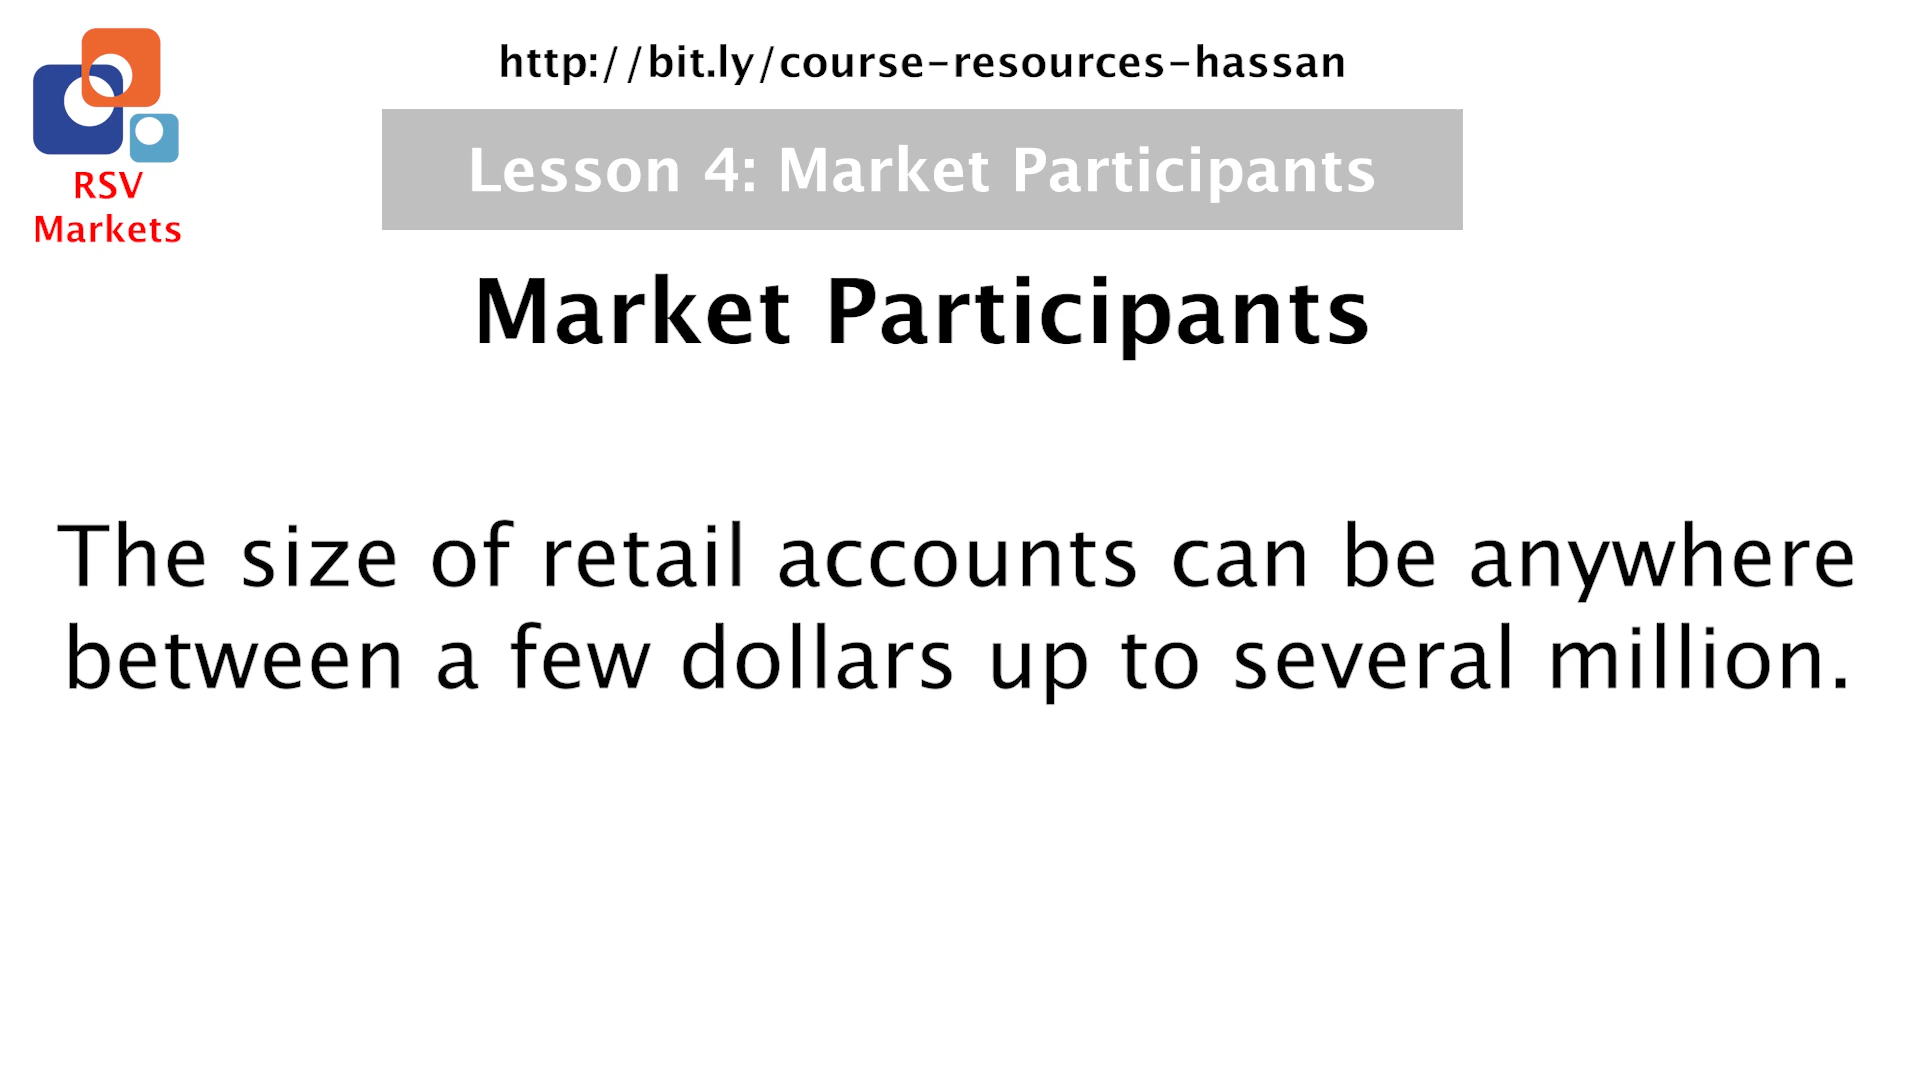 RSV
Markets
http://bit.ly/course-resources-hassan
Lesson 4: Market Participants
Market Participants
The size of retail accounts can be anywhere
between a few dollars up to several million.